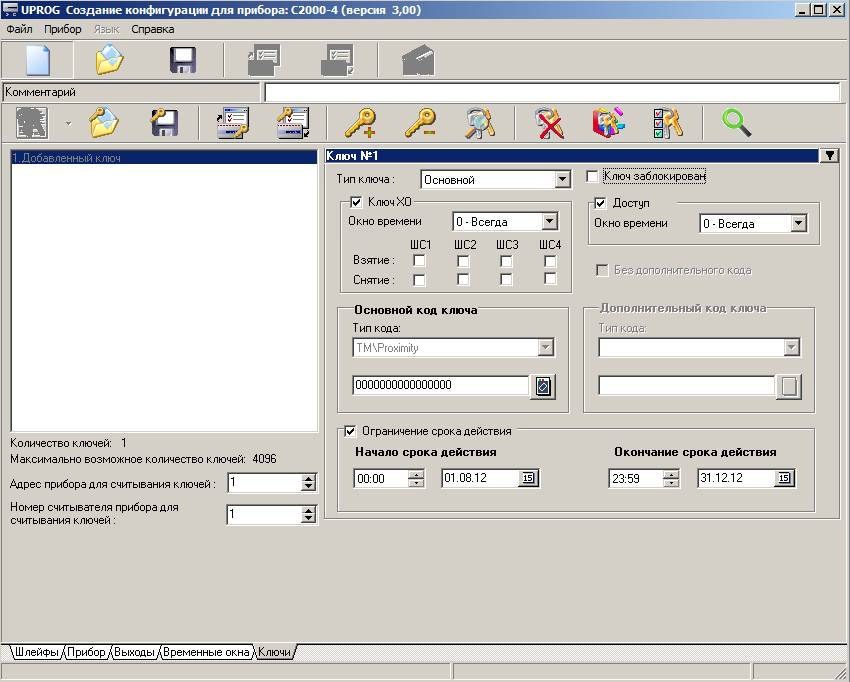 UPROG Создание конфигурации для прибора: С2000-4 (версия 3,00)
Файл Прибор Язык Справка
Комментарий
1.Добавленный ключ
Количество ключей: 1
Максимально возможное количество ключей: 4096
Адрес прибора для считывания ключей : 1
Номер считывателя прибора для
считывания ключей : 1
Ключ №1
Тип ключа : Основной
Ключ заблокирован
Ключ ХО
Окно времени 0 - Всегда
ШС1 ШС2 ШС3 ШС4
Взятие :
Снятие :
Доступ
Окно времени 0 - Всегда
Без дополнительного кода
Основной код ключа
Тип кода:
TM\Proximity
0000000000000000
Дополнительный код ключа
Тип кода:
Ограничение срока действия
Начало срока действия Окончание срока действия
00:00 01.08.12 15 23:59 31.12.12 15
Шлейфы Прибор Выходы Временные окна Ключи